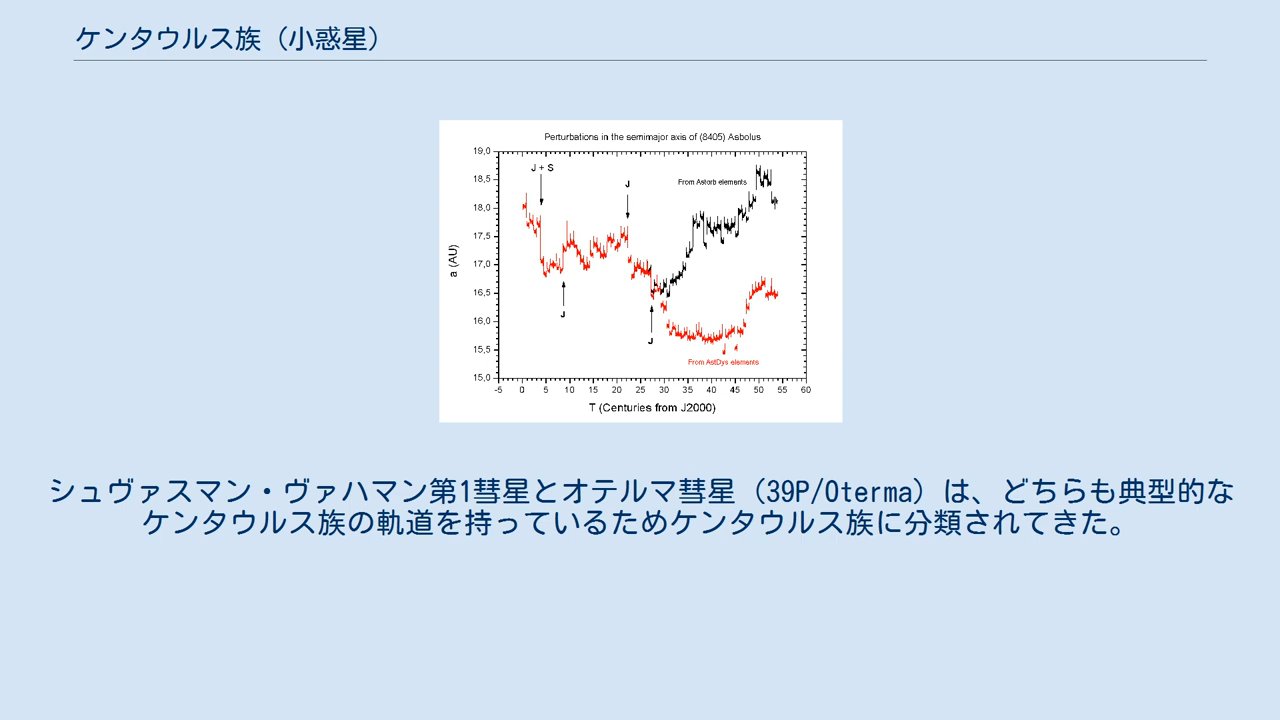 ケンタウルス族（小惑星）
Perturbations in the semimajor axis of (8405) Asbolus
19,0
18,5
18,0
17,5
17,0
16,5
16,0
15,5
15,0
a (AU)
J + S
J
J
J
From Astorb elements
From AstDys elements
-5 0 5 10 15 20 25 30 35 40 45 50 55 60
T (Centuries from J2000)
シュヴァスマン・ヴァハマン第1彗星とオテルマ彗星（39P/Oterma）は、どちらも典型的な
ケンタウルス族の軌道を持っているためケンタウルス族に分類されてきた。